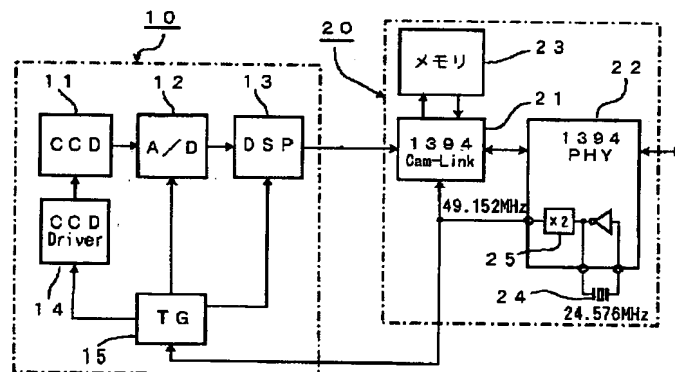 10
11
12
13
CCD
A/D
DSP
CCD
Driver
14
TG
15
20
メモリ
23
21
22
1394
Cam-Link
1394
PHY
49.152MHz
×2
25
24
24.576MHz